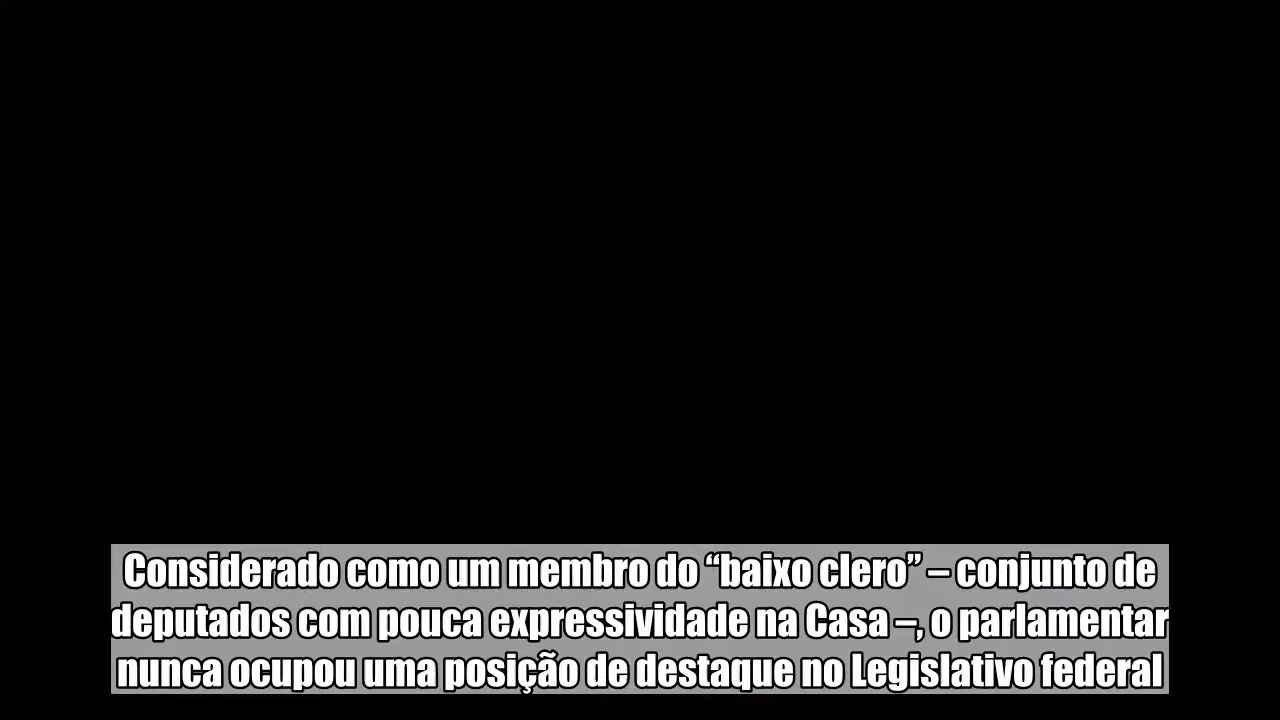 Considerado como um membro do “baixo clero” – conjunto de
deputados com pouca expressividade na Casa –, o parlamentar
nunca ocupou uma posição de destaque no Legislativo federal